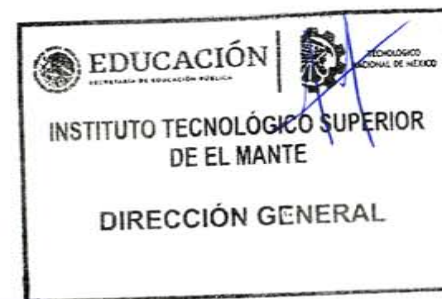 EDUCACIÓN
SECRETARÍA DE EDUCACIÓN PÚBLICA
TECNOLÓGICO
NACIONAL DE MÉXICO
INSTITUTO TECNOLÓGICO SUPERIOR
DE EL MANTE
DIRECCIÓN GENERAL